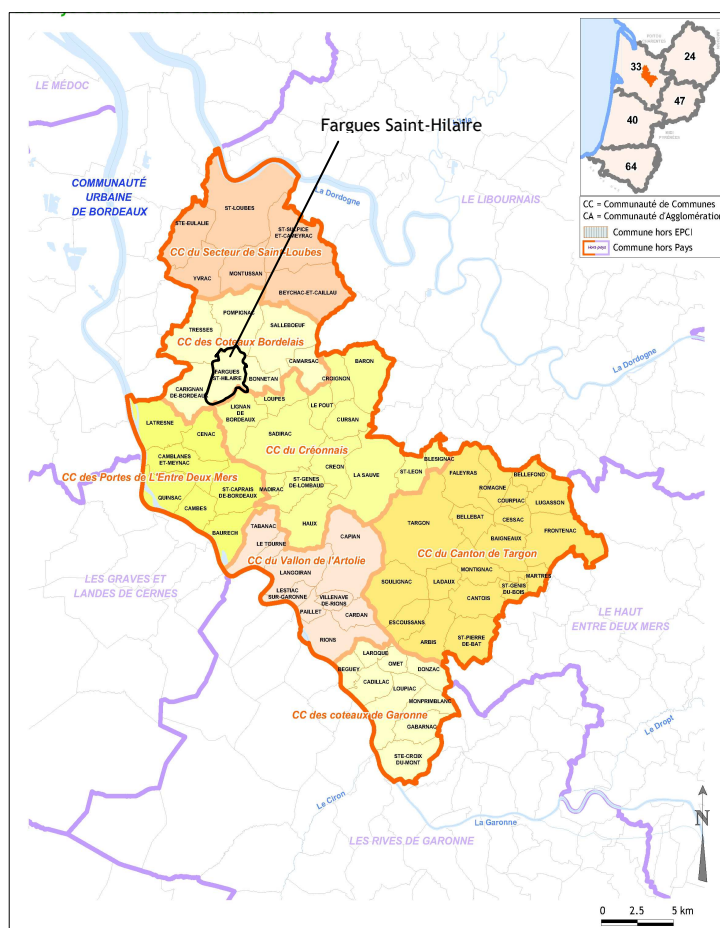 LE MÉDOC
Fargues Saint-Hilaire
COMMUNAUTÉ
URBAINE
DE BORDEAUX
La Dordogne
LE LIBOURNAIS
STE-EULALIE
ST-LOUBES
ST-SULPICE
ET-CAMEYRAC
CC du Secteur de Saint-Loubes
YVRAC
MONTUSSAN
BEYCHAC-ET-CAILLAU
POMPIGNAC
TRESSES
SALLEBOEUF
CC des Coteaux Bordelais
CAMARSAC
FARGUES
ST-HILAIRE
BONNETAN
CARIGNAN
DE-BORDEAUX
BARON
CROIGNON
La Dordogne
LATRESNE
CENAC
LIGNAN
DE
BORDEAUX
LOUPES
LE POUT
CURSAN
SADIRAC
CC du Créonnais
CAMBLANES
ET-MEYNAC
CC des Portes de L'Entre Deux Mers
ST-CAPRAIS
DE-BORDEAUX
MADIRAC
ST-GENES
DE-LOMBAUD
CREON
LA SAUVE
ST-LEON
BLESIGNAC
QUINSAC
CAMBES
BAURECH
HAUX
FALEYRAS
BELLEFOND
ROMAGNE
COURPIAC
LUGASSON
TARGON
BELLEBAT
CESSAC
FRONTENAC
BAIGNEAUX
CC du Canton de Targon
TABANAC
LE TOURNE
CAPIAN
CC du Vallon de l'Artolie
LANGOIRAN
LESTIAC
SUR-GARONNE
VILLENAVE
DE-RIONS
PAILLET
CARDAN
RIONS
SOULIGNAC
LADAUX
MONTIGNAC
CANTOIS
MARTRES
ST-GENIS
DU-BOIS
ESCOUSSANS
ARBIS
ST-PIERRE
DE-BAT
LES GRAVES ET
LANDES DE CERNES
LE HAUT
ENTRE DEUX MERS
LAROQUE
BEGUEY
OMET
DONZAC
CADILLAC
LOUPIAC
MONPRIMBLANC
CC des coteaux de Garonne
GABARNAC
STE-CROIX
DU-MONT
Le Dropt
Le Ciron
La Garonne
LES RIVES DE GARONNE
33
24
47
40
64
CC = Communauté de Communes
CA = Communauté d'Agglomération
Commune hors EPCI
Commune hors Pays
N
0 2.5 5 km